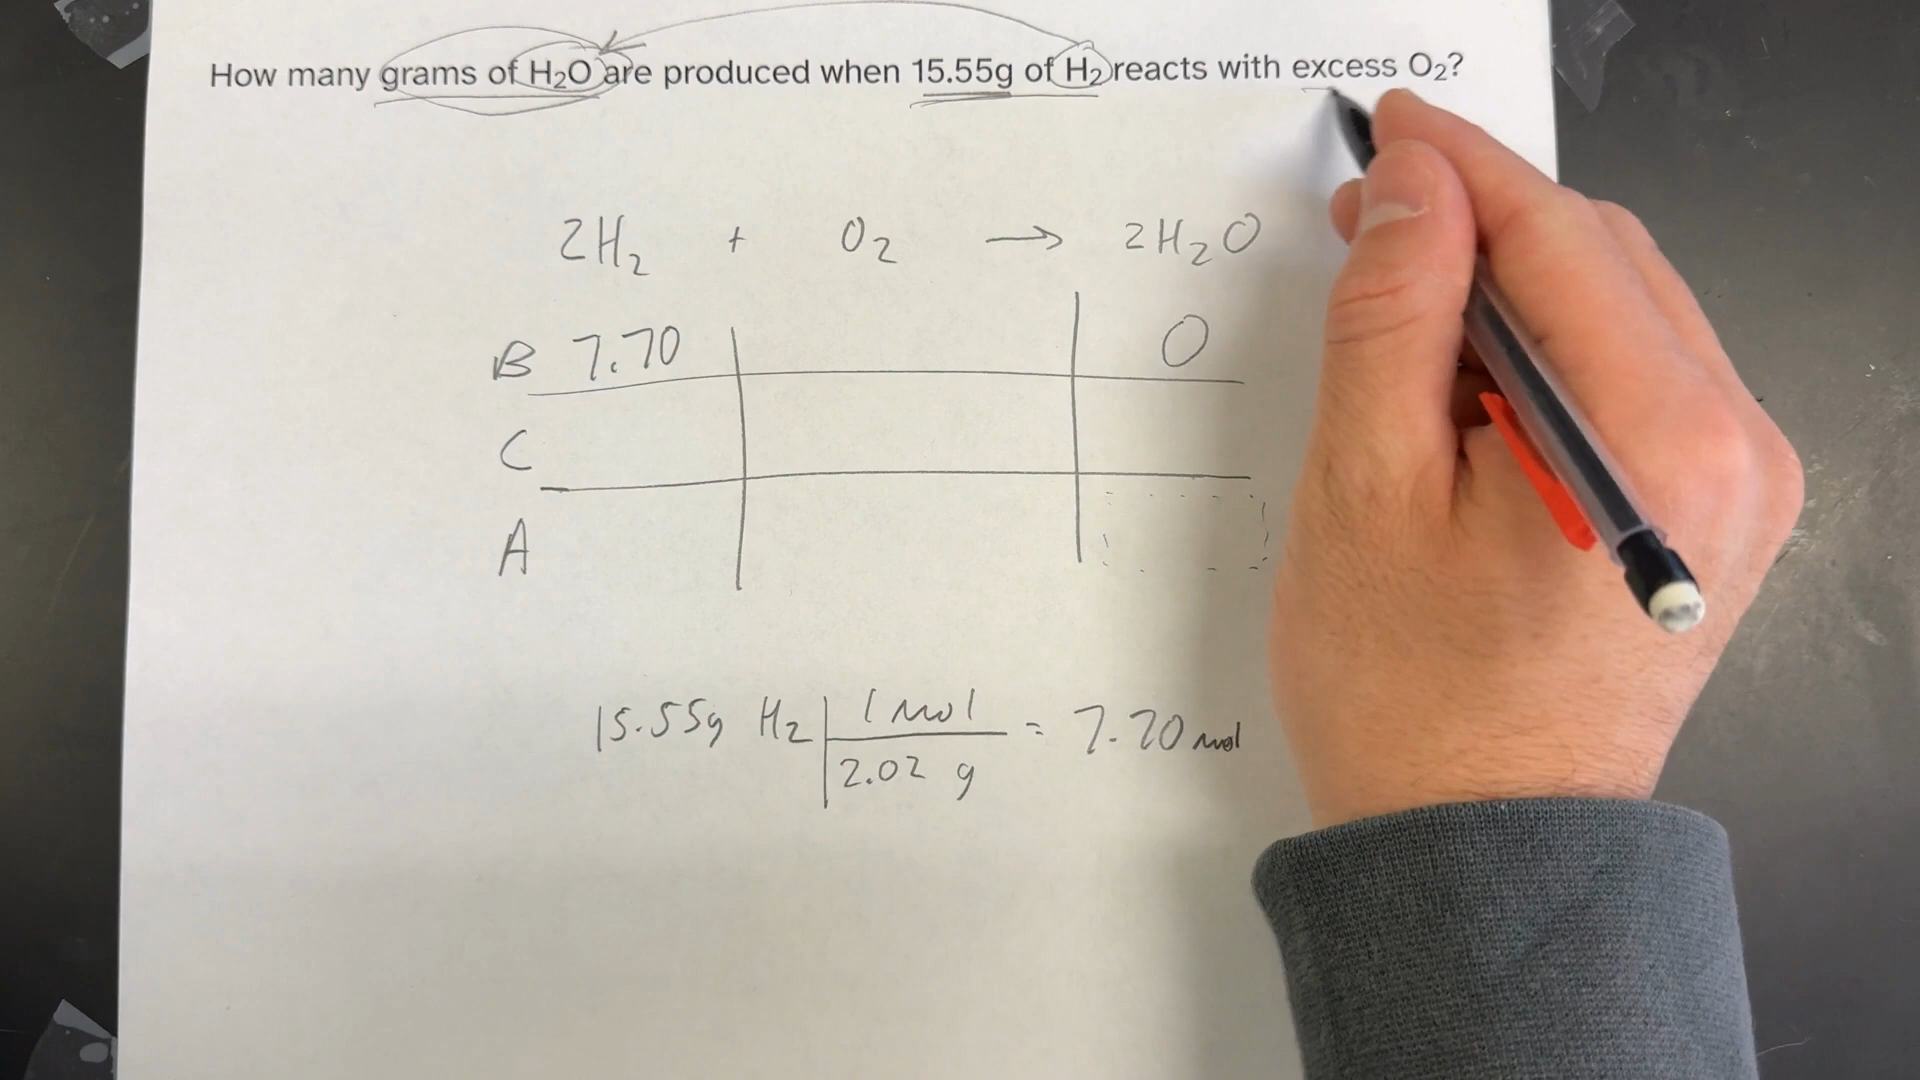 How many grams of H₂O are produced when 15.55g of H₂ reacts with excess O₂?
2H₂ + O₂ → 2H₂O
B 7.70 0
C
A
15.55g H₂ | 1 mol / 2.02 g = 7.70 mol